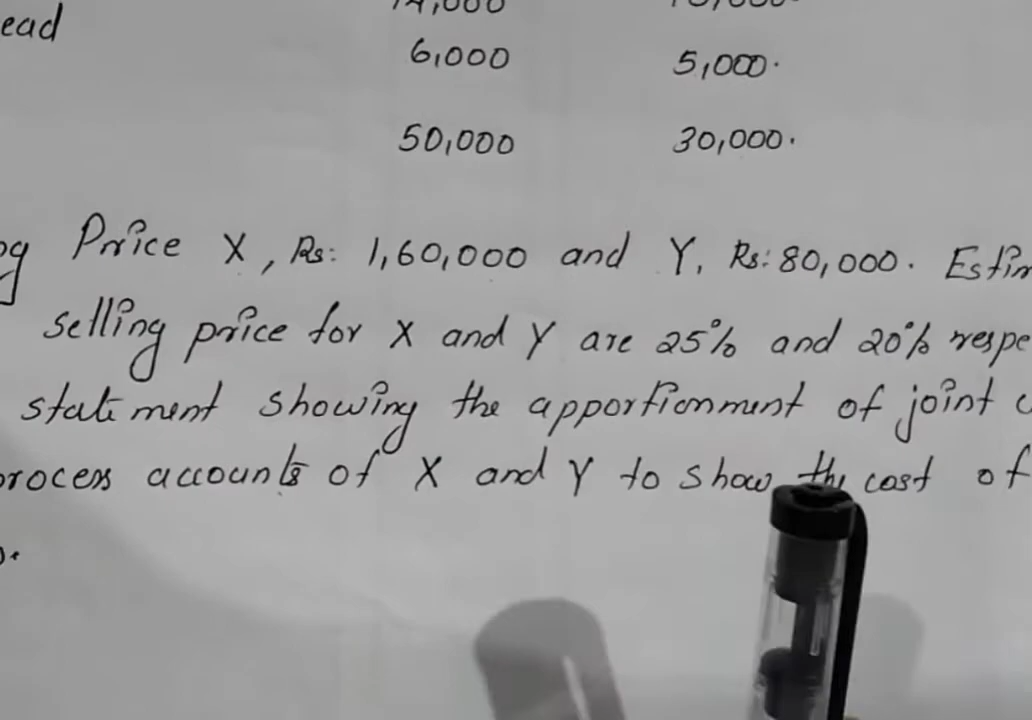 ead
6,000 5,000.
50,000 30,000.
Price X, Rs: 1,60,000 and Y, Rs: 80,000.
selling price for X and Y are 25% and 20%
statement showing the apportionment of joint
process accounts of X and Y to show the cost of